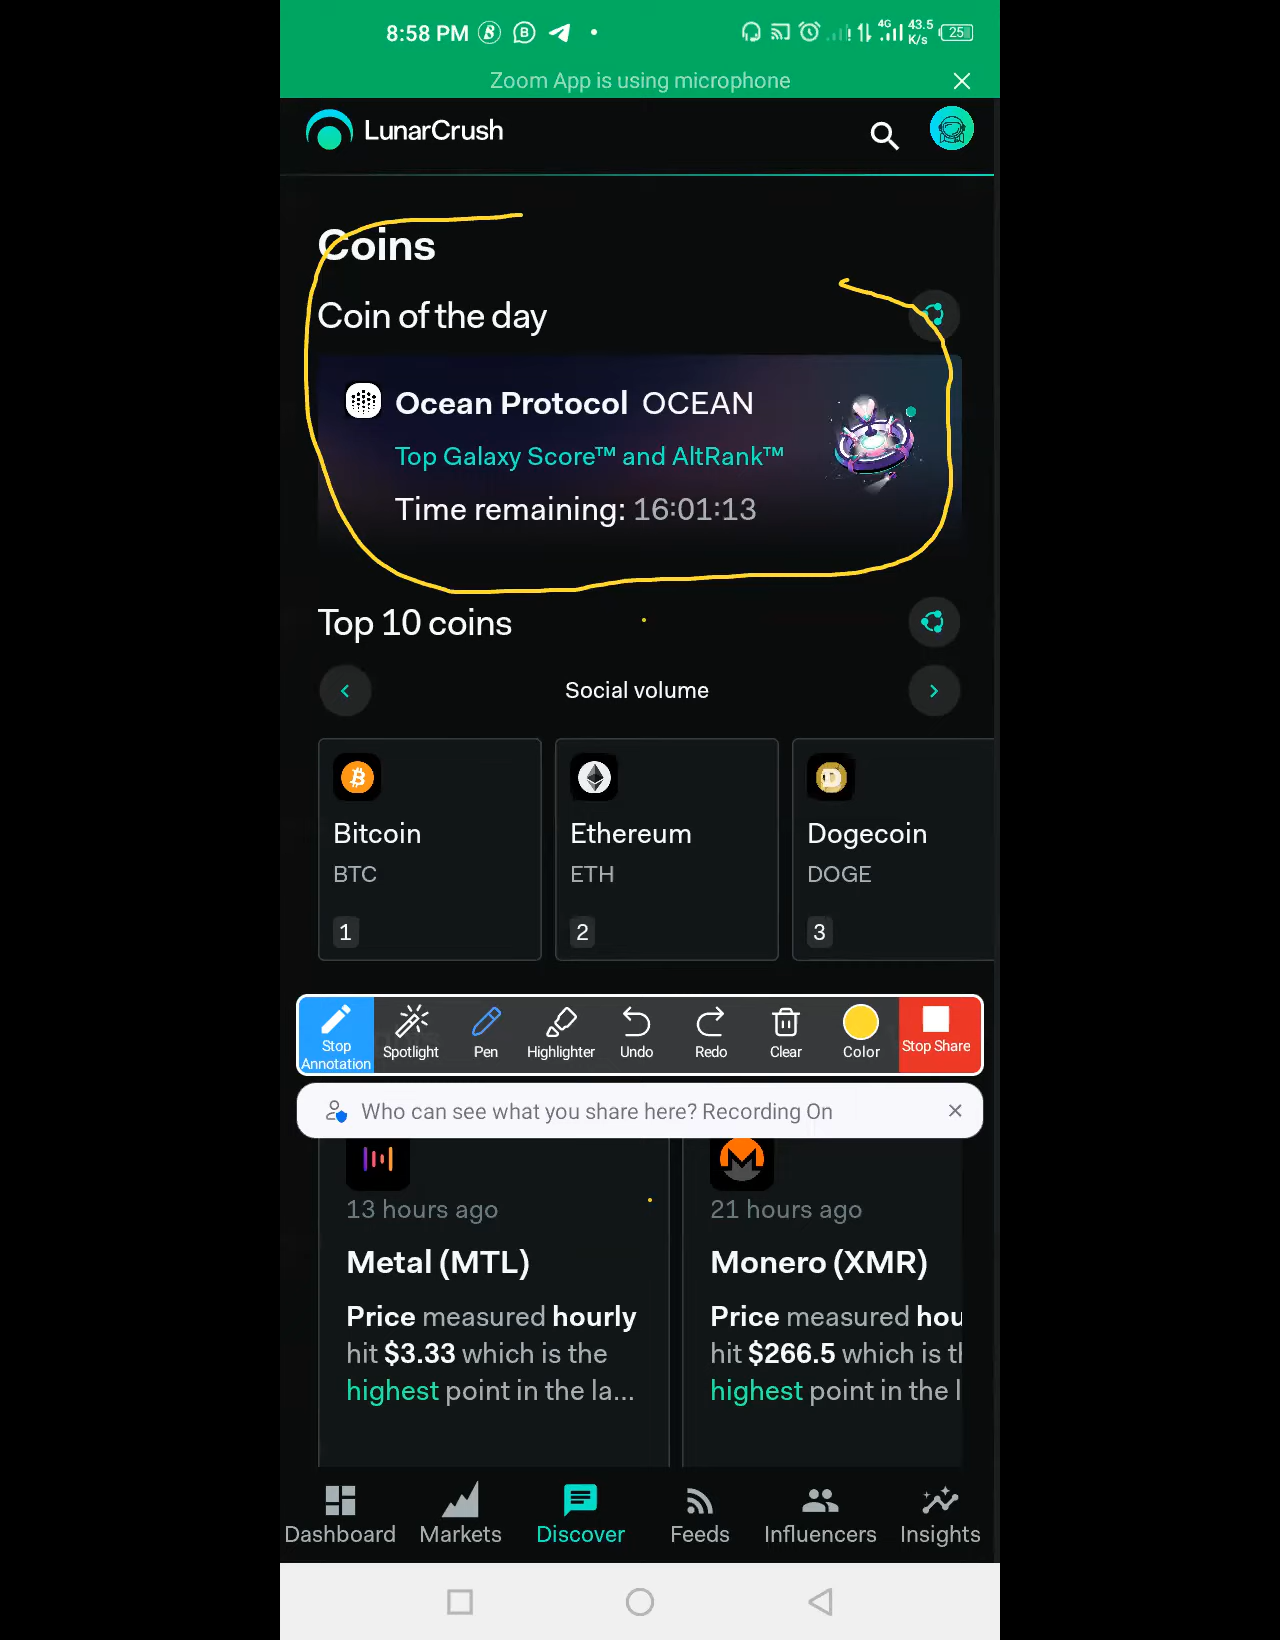 8:58 PM
4G 43.5 K/s 25
Zoom App is using microphone
LunarCrush
Coins
Coin of the day
Ocean Protocol OCEAN
Top Galaxy Score™ and AltRank™
Time remaining: 16:01:13
Top 10 coins
Social volume
Bitcoin Ethereum Dogecoin
BTC ETH DOGE
1 2 3
Stop Annotation Spotlight Pen Highlighter Undo Redo Clear Color Stop Share
Who can see what you share here? Recording On
13 hours ago
Metal (MTL)
Price measured hourly
hit $3.33 which is the
highest point in the la...
21 hours ago
Monero (XMR)
Price measured hou
hit $266.5 which is th
highest point in the l
Dashboard Markets Discover Feeds Influencers Insights